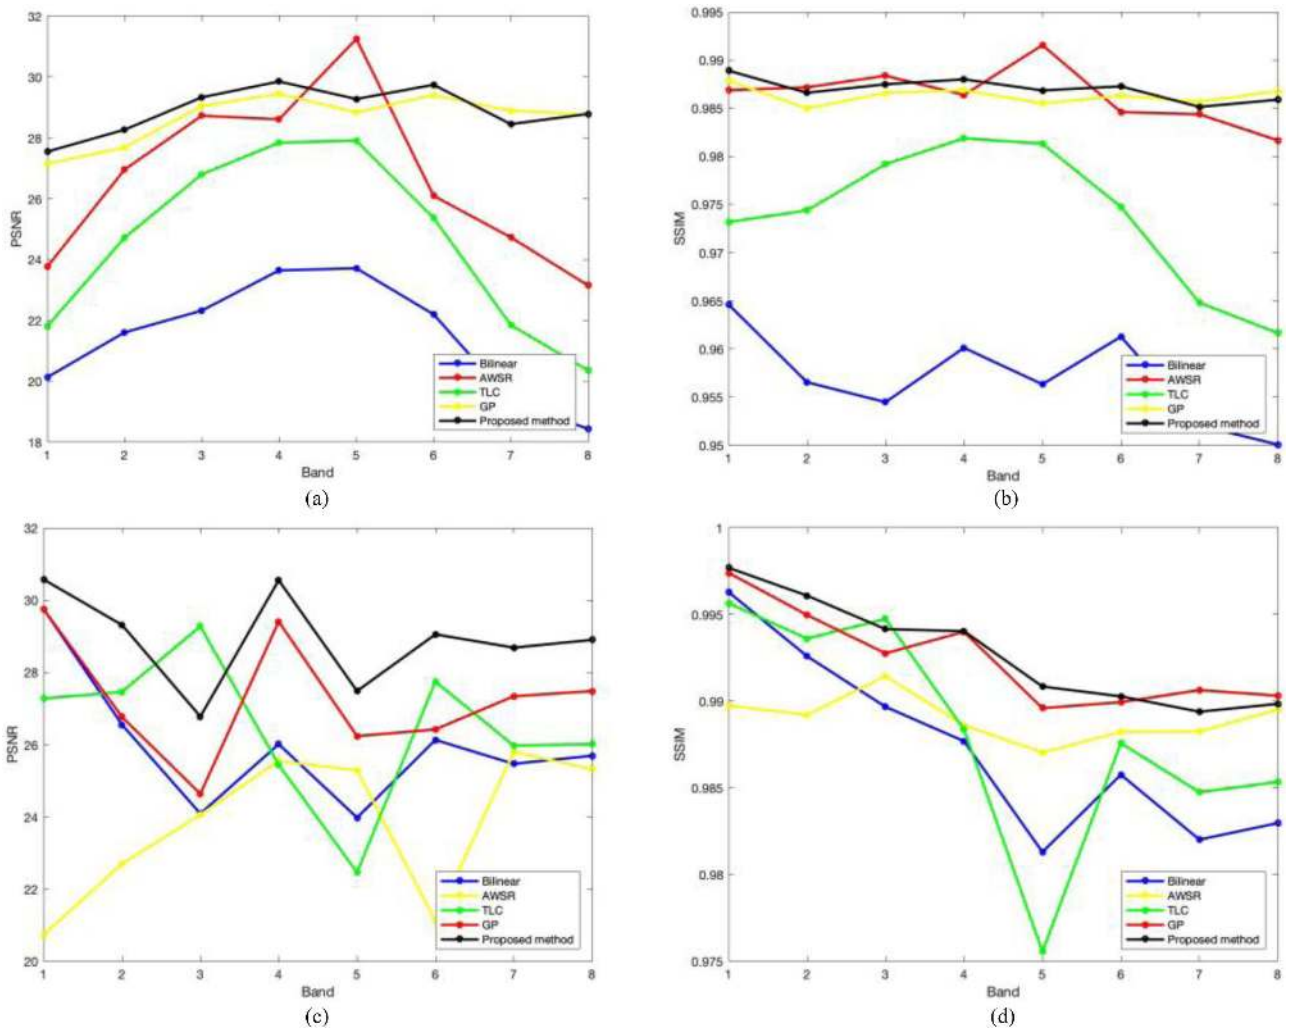 32
30
28
26
24
22
20
18
PSNR
1 2 3 4 5 6 7 8
Band
Bilinear
AWSR
TLC
GP
Proposed method
(a)
0.995
0.99
0.985
0.98
0.975
0.97
0.965
0.96
0.955
0.95
SSIM
1 2 3 4 5 6 7 8
Band
Bilinear
AWSR
TLC
GP
Proposed method
(b)
32
30
28
26
24
22
20
PSNR
1 2 3 4 5 6 7 8
Band
Bilinear
AWSR
TLC
GP
Proposed method
(c)
1
0.995
0.99
0.985
0.98
0.975
SSIM
1 2 3 4 5 6 7 8
Band
Bilinear
AWSR
TLC
GP
Proposed method
(d)